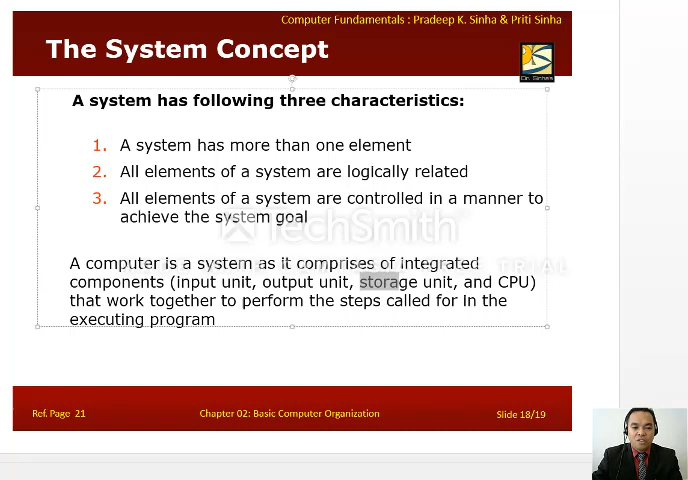 Computer Fundamentals : Pradeep K. Sinha & Priti Sinha
The System Concept
Dr. Sinha's
A system has following three characteristics:
1. A system has more than one element
2. All elements of a system are logically related
3. All elements of a system are controlled in a manner to
achieve the system goal
TechSmith
A computer is a system as it comprises of integrated
components (input unit, output unit, storage unit, and CPU)
that work together to perform the steps called for in the
executing program
Ref. Page 21
Chapter 02: Basic Computer Organization
Slide 18/19